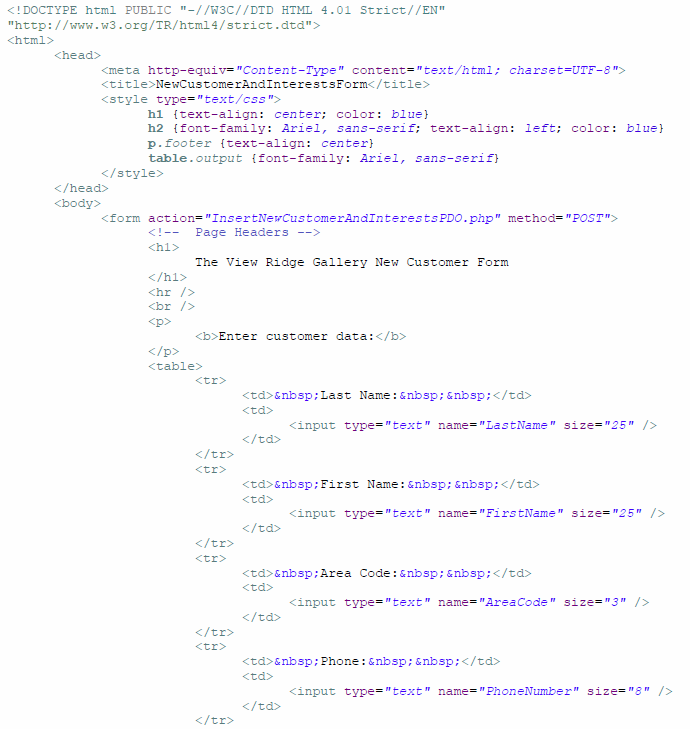 <!DOCTYPE html PUBLIC "-//W3C//DTD HTML 4.01 Strict//EN"
"http://www.w3.org/TR/html4/strict.dtd">
<html>
<head>
<meta http-equiv="Content-Type" content="text/html; charset=UTF-8">
<title>NewCustomerAndInterestsForm</title>
<style type="text/css">
h1 {text-align: center; color: blue}
h2 {font-family: Ariel, sans-serif; text-align: left; color: blue}
p.footer {text-align: center}
table.output {font-family: Ariel, sans-serif}
</style>
</head>
<body>
<form action="InsertNewCustomerAndInterestsPDO.php" method="POST">
<!--  Page Headers -->
<h1>
The View Ridge Gallery New Customer Form
</h1>
<hr />
<br />
<p>
<b>Enter customer data:</b>
</p>
<table>
<tr>
<td>&nbsp;Last Name:&nbsp;&nbsp;</td>
<td>
<input type="text" name="LastName" size="25" />
</td>
</tr>
<tr>
<td>&nbsp;First Name:&nbsp;&nbsp;</td>
<td>
<input type="text" name="FirstName" size="25" />
</td>
</tr>
<tr>
<td>&nbsp;Area Code:&nbsp;&nbsp;</td>
<td>
<input type="text" name="AreaCode" size="3" />
</td>
</tr>
<tr>
<td>&nbsp;Phone:&nbsp;&nbsp;</td>
<td>
<input type="text" name="PhoneNumber" size="8" />
</td>
</tr>